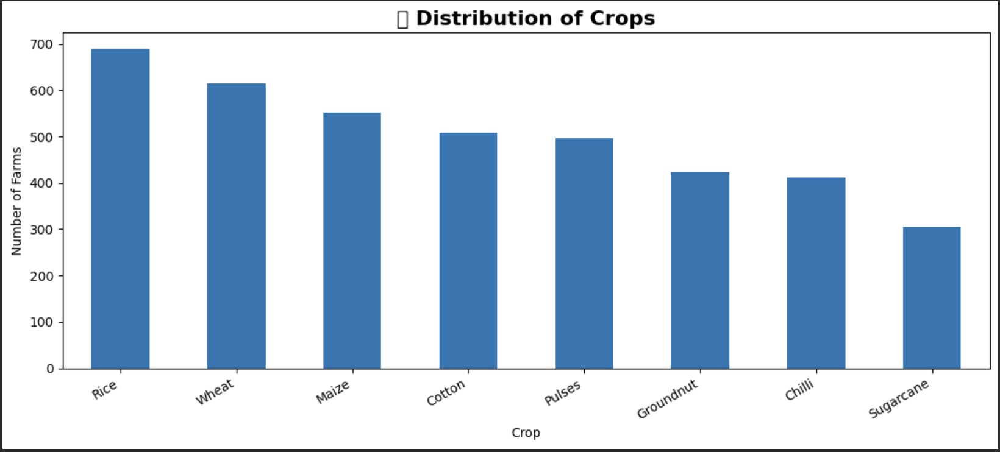 Distribution of Crops
700
600
500
400
300
200
100
0
Number of Farms
Rice
Wheat
Maize
Cotton
Pulses
Groundnut
Chilli
Sugarcane
Crop